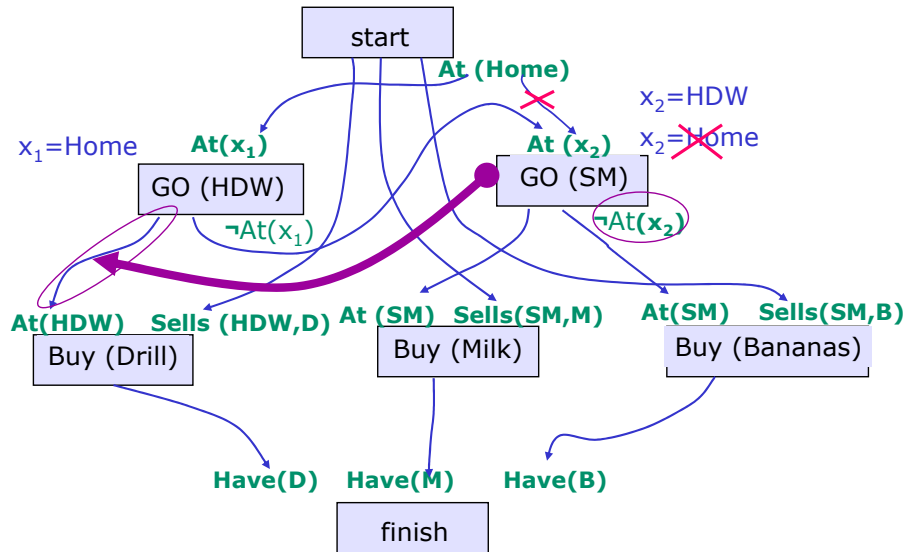 start
At (Home)
x₂=HDW
x₂=Home
x₁=Home
At(x₁)
At (x₂)
GO (HDW)
GO (SM)
¬At(x₁)
¬At(x₂)
At(HDW)
Sells (HDW,D)
At (SM)
Sells(SM,M)
At(SM)
Sells(SM,B)
Buy (Drill)
Buy (Milk)
Buy (Bananas)
Have(D)
Have(M)
Have(B)
finish